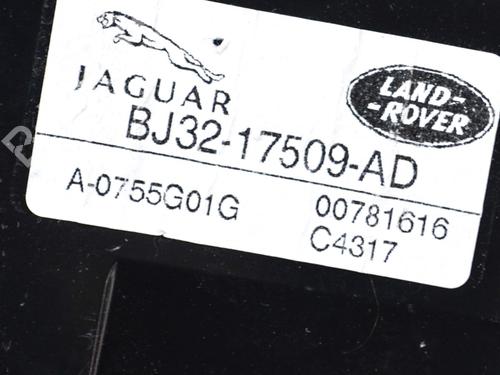 JAGUAR
LAND-
-ROVER
BJ32-17509-AD
A-0755G01G
00781616
C4317